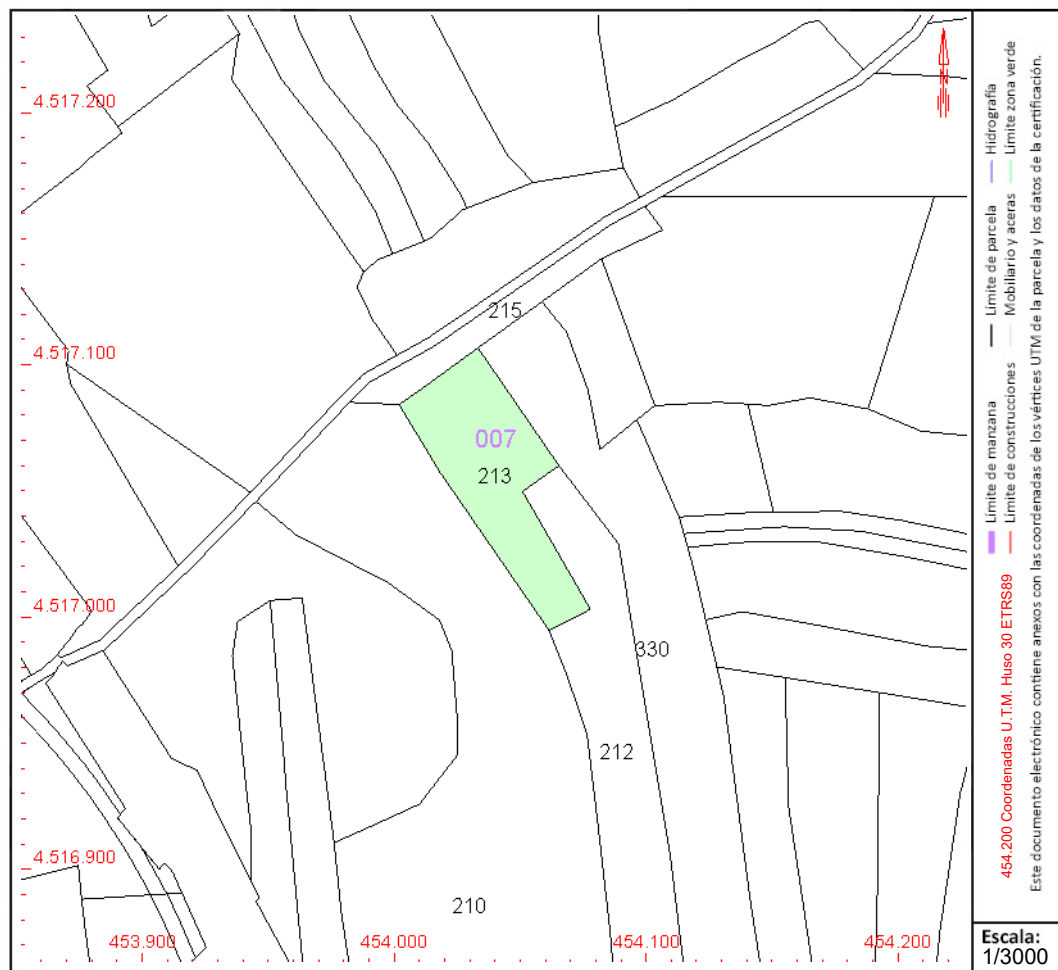 4.517.200
215
4.517.100
007
213
4.517.000
330
212
4.516.900
210
453.900
454.000
454.100
454.200
N
Límite de manzana
Límite de parcela
Hidrografía
454.200 Coordenadas U.T.M. Huso 30 ETRS89
Límite de construcciones
Mobiliario y aceras
Límite zona verde
Este documento electrónico contiene anexos con las coordenadas de los vértices UTM de la parcela y los datos de la certificación.
Escala:
1/3000